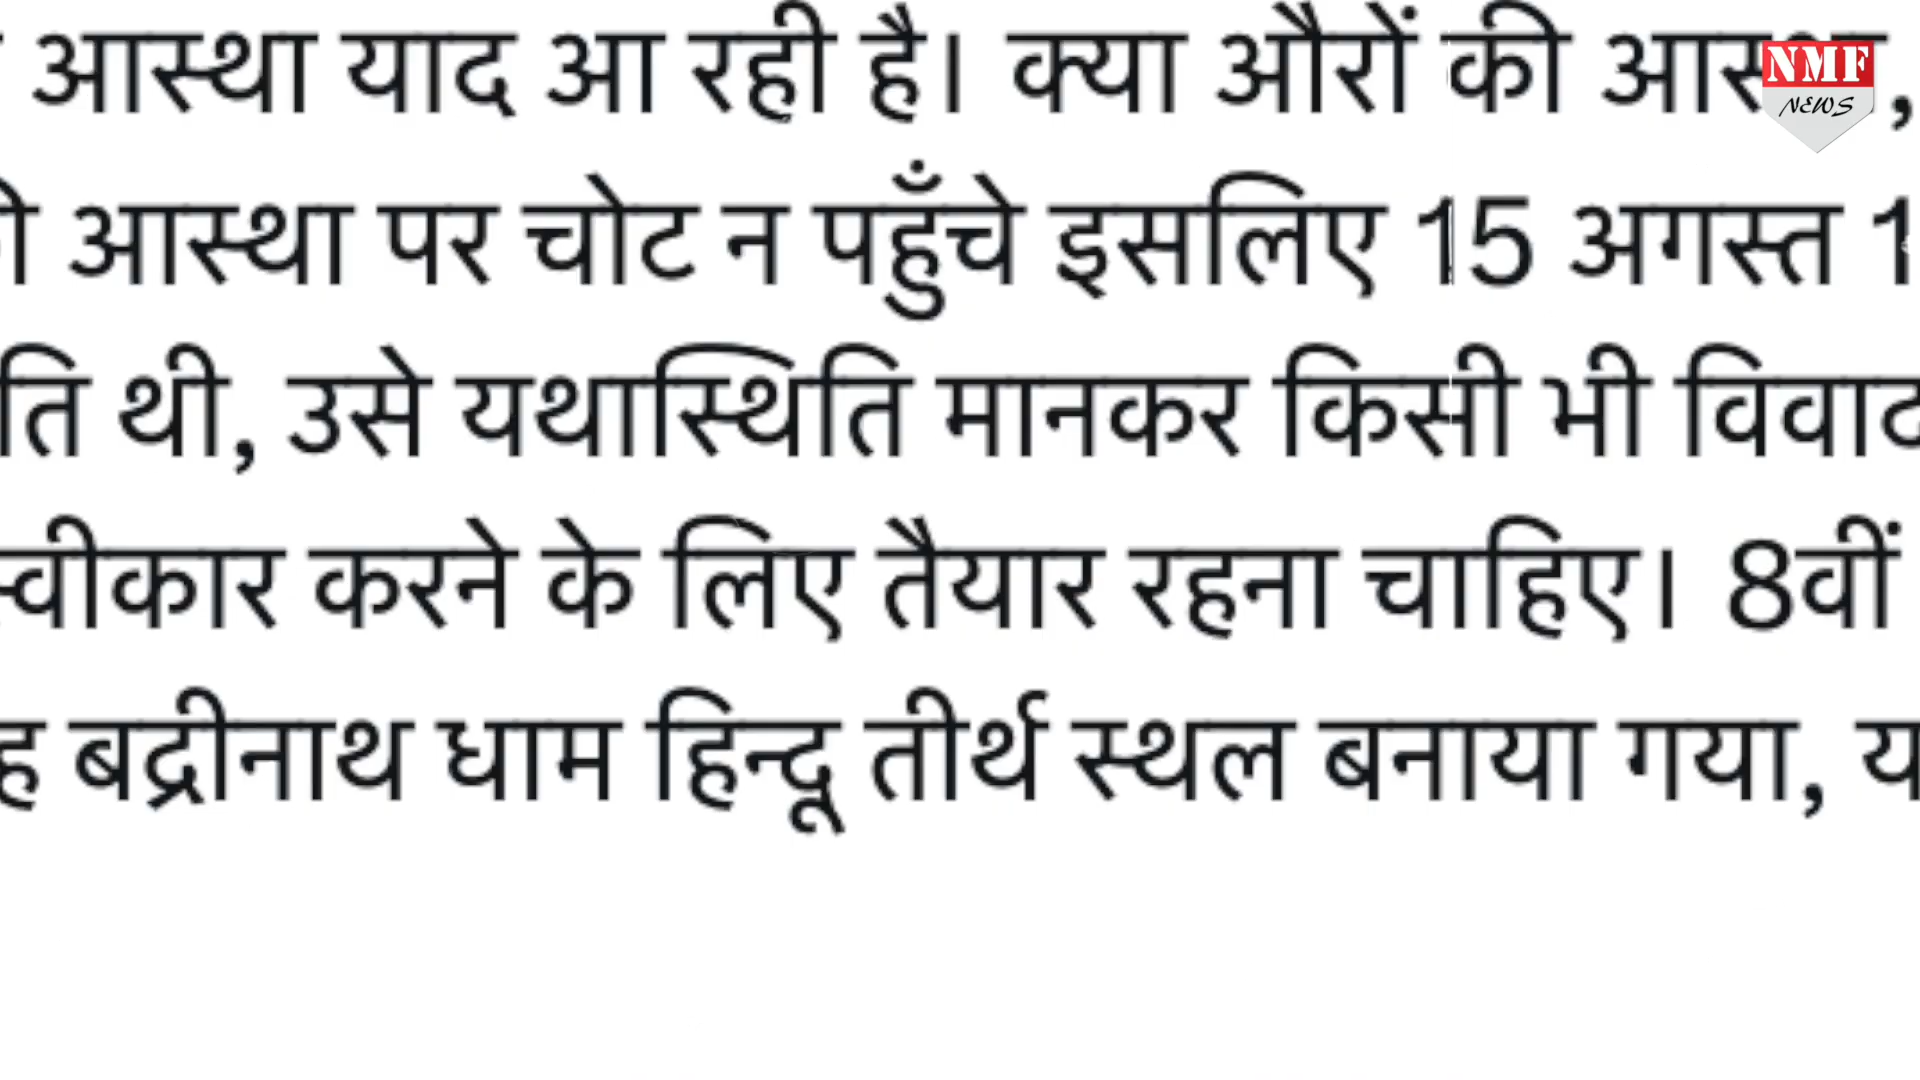 आस्था याद आ रही है। क्या औरों की
NMF
NEWS
आस्था पर चोट न पहुँचे इसलिए 15 अगस्त
थी, उसे यथास्थिति मानकर किसी भी
करने के लिए तैयार रहना चाहिए। 8वीं
बद्रीनाथ धाम हिन्दू तीर्थ स्थल बनाया गया,